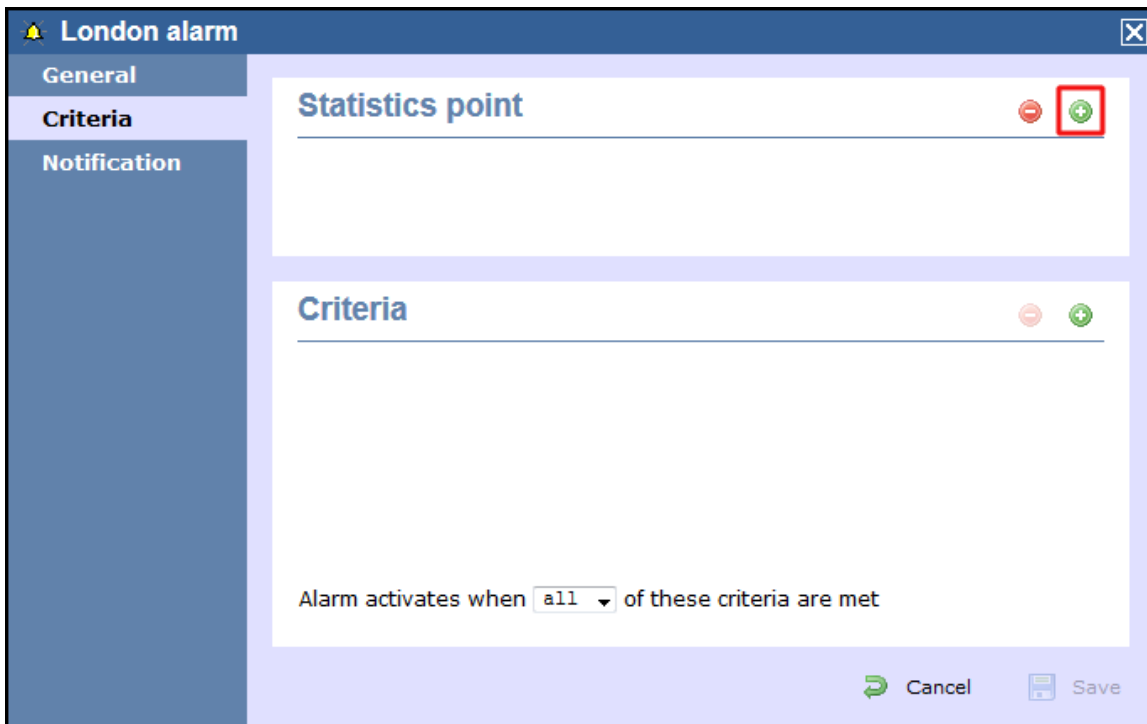 London alarm
General
Criteria
Notification
Statistics point
Criteria
Alarm activates when all of these criteria are met
Cancel
Save